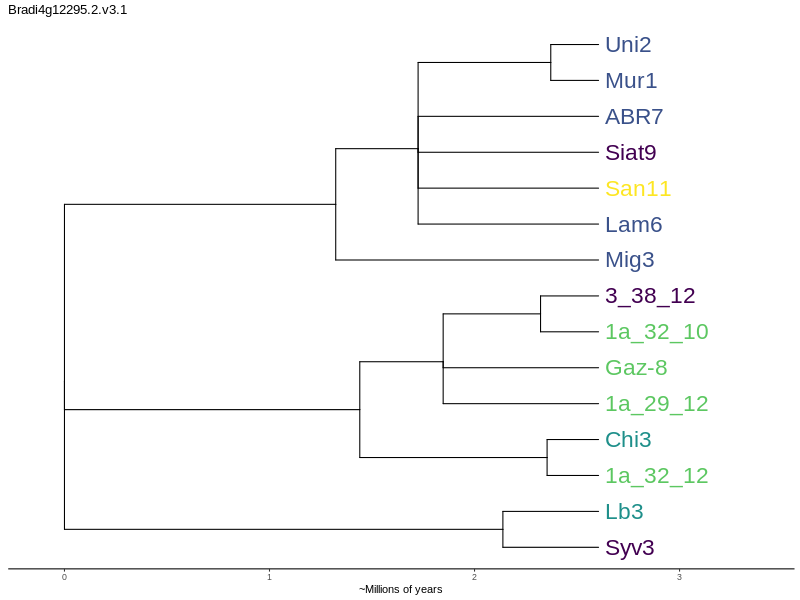 Bradi4g12295.2.v3.1
Uni2
Mur1
ABR7
Siat9
San11
Lam6
Mig3
3_38_12
1a_32_10
Gaz-8
1a_29_12
Chi3
1a_32_12
Lb3
Syv3
0 1 2 3
~Millions of years